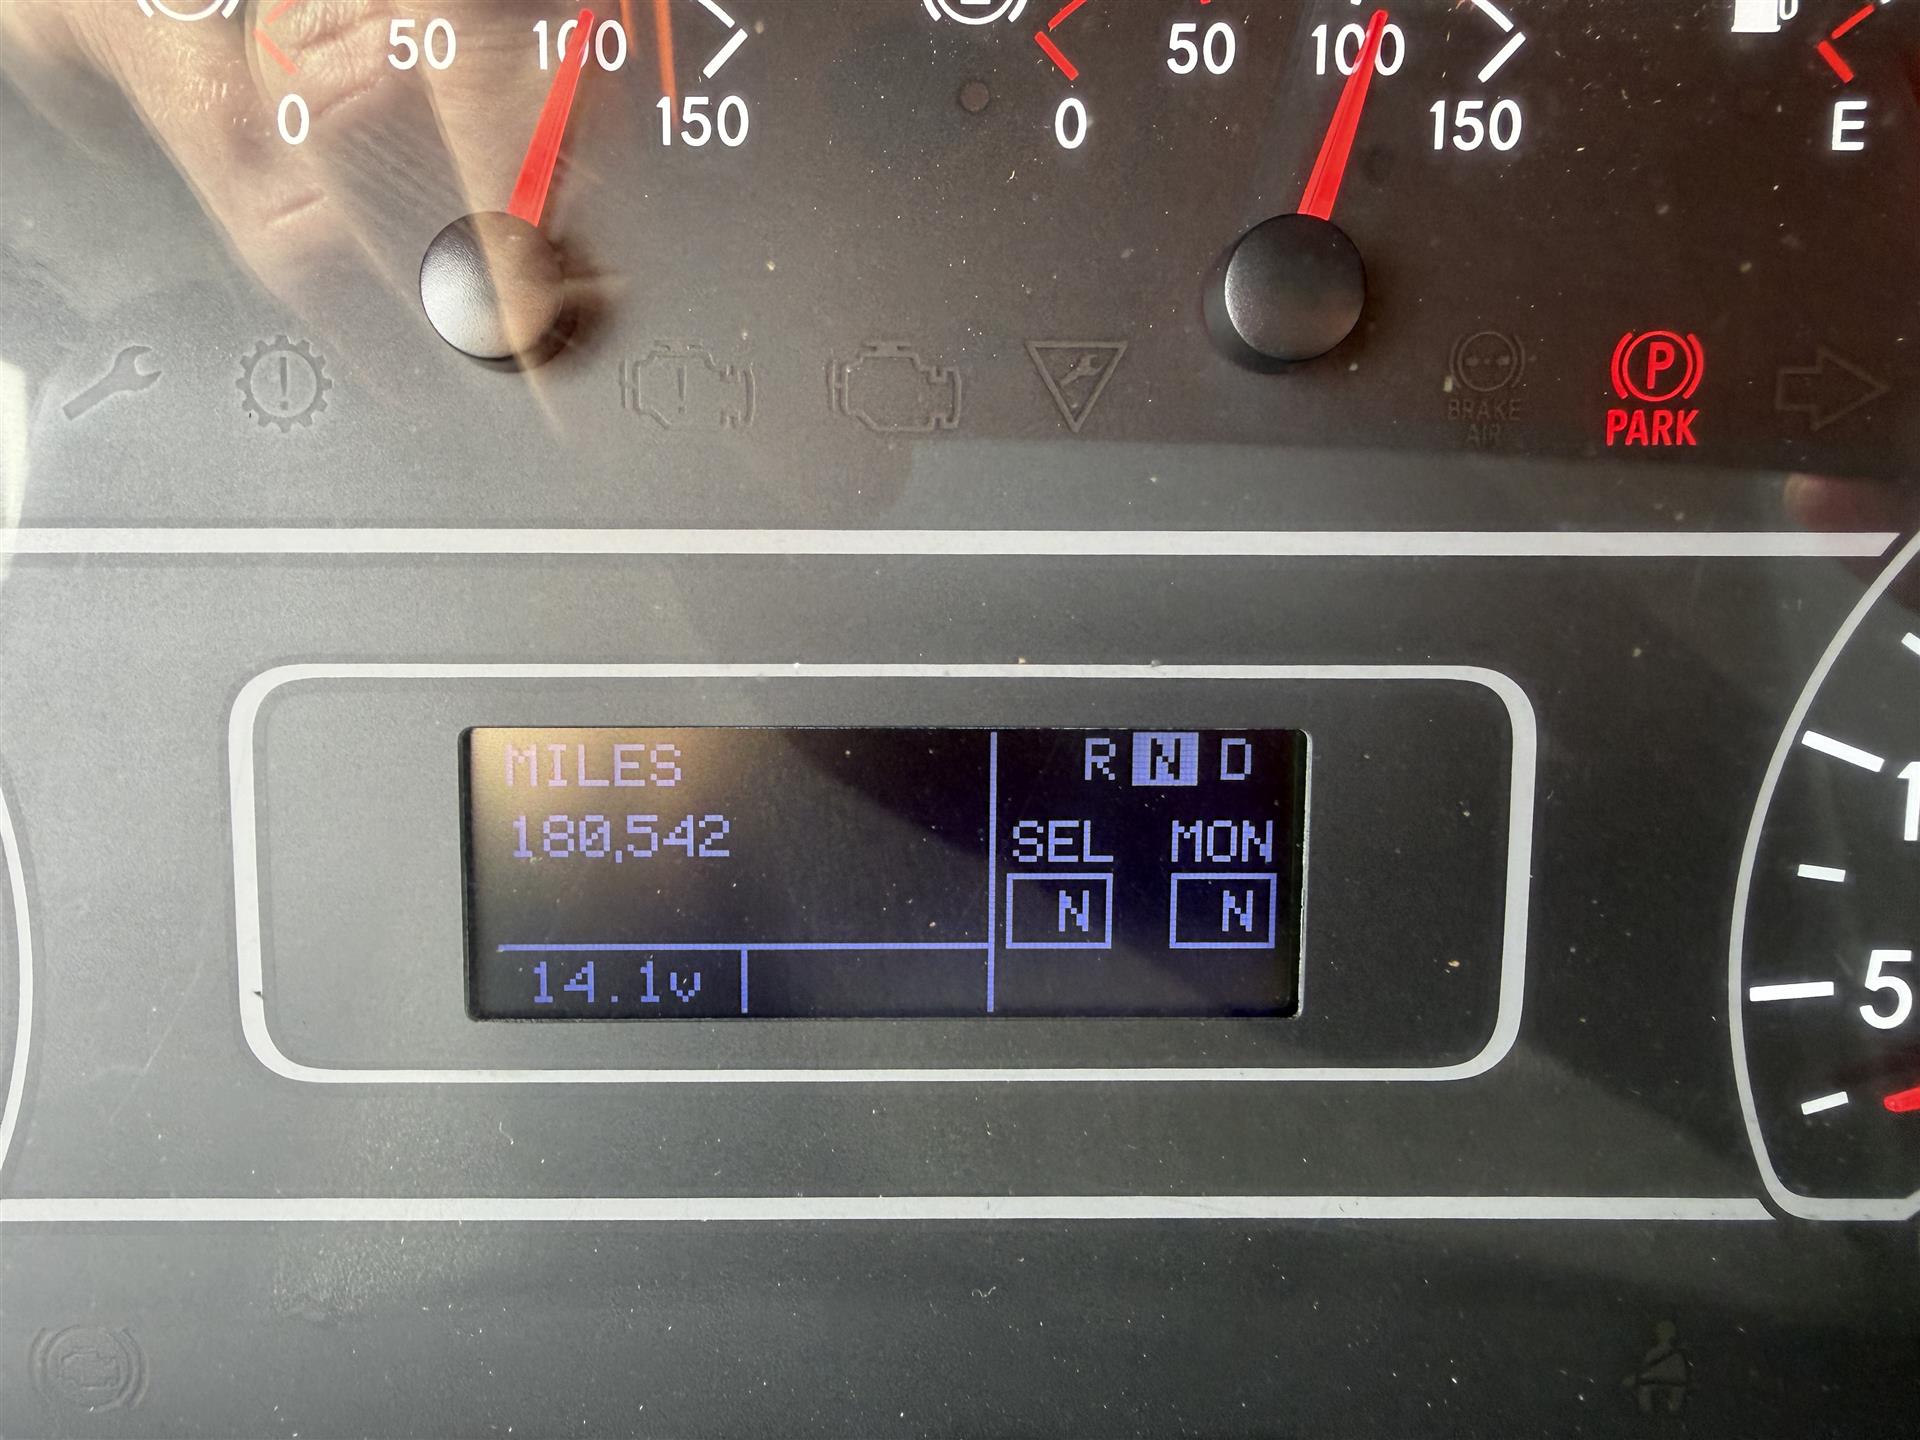 50 100
0 150
50 100
0 150
E
BRAKE
AIR
P
PARK
MILES
180,542
14.1v
R N D
SEL MON
N N
5